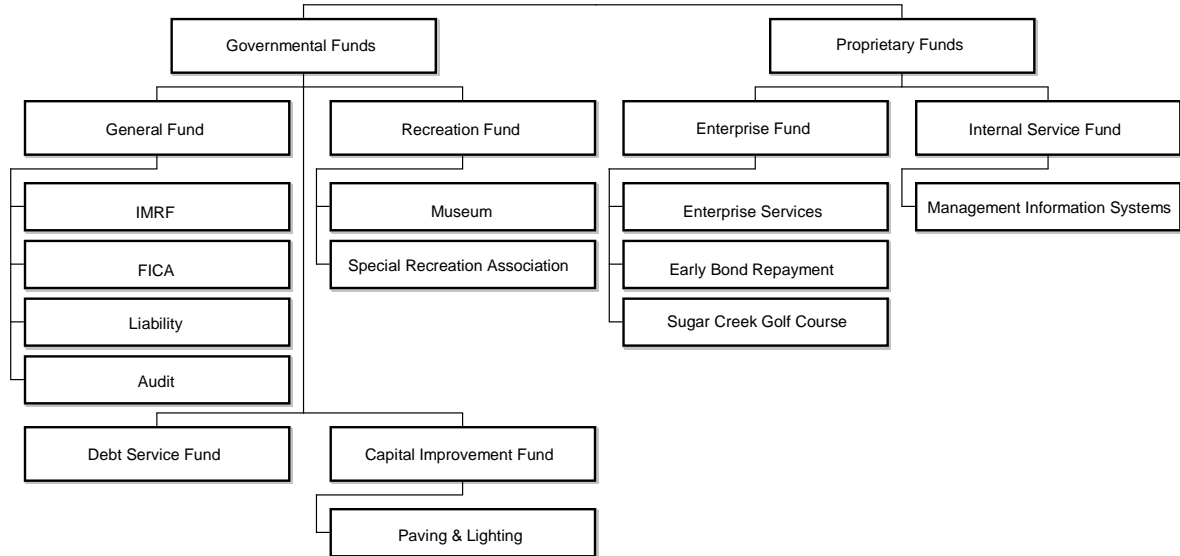 Governmental Funds
Proprietary Funds
General Fund
Recreation Fund
Enterprise Fund
Internal Service Fund
IMRF
Museum
Enterprise Services
Management Information Systems
FICA
Special Recreation Association
Early Bond Repayment
Liability
Sugar Creek Golf Course
Audit
Debt Service Fund
Capital Improvement Fund
Paving & Lighting